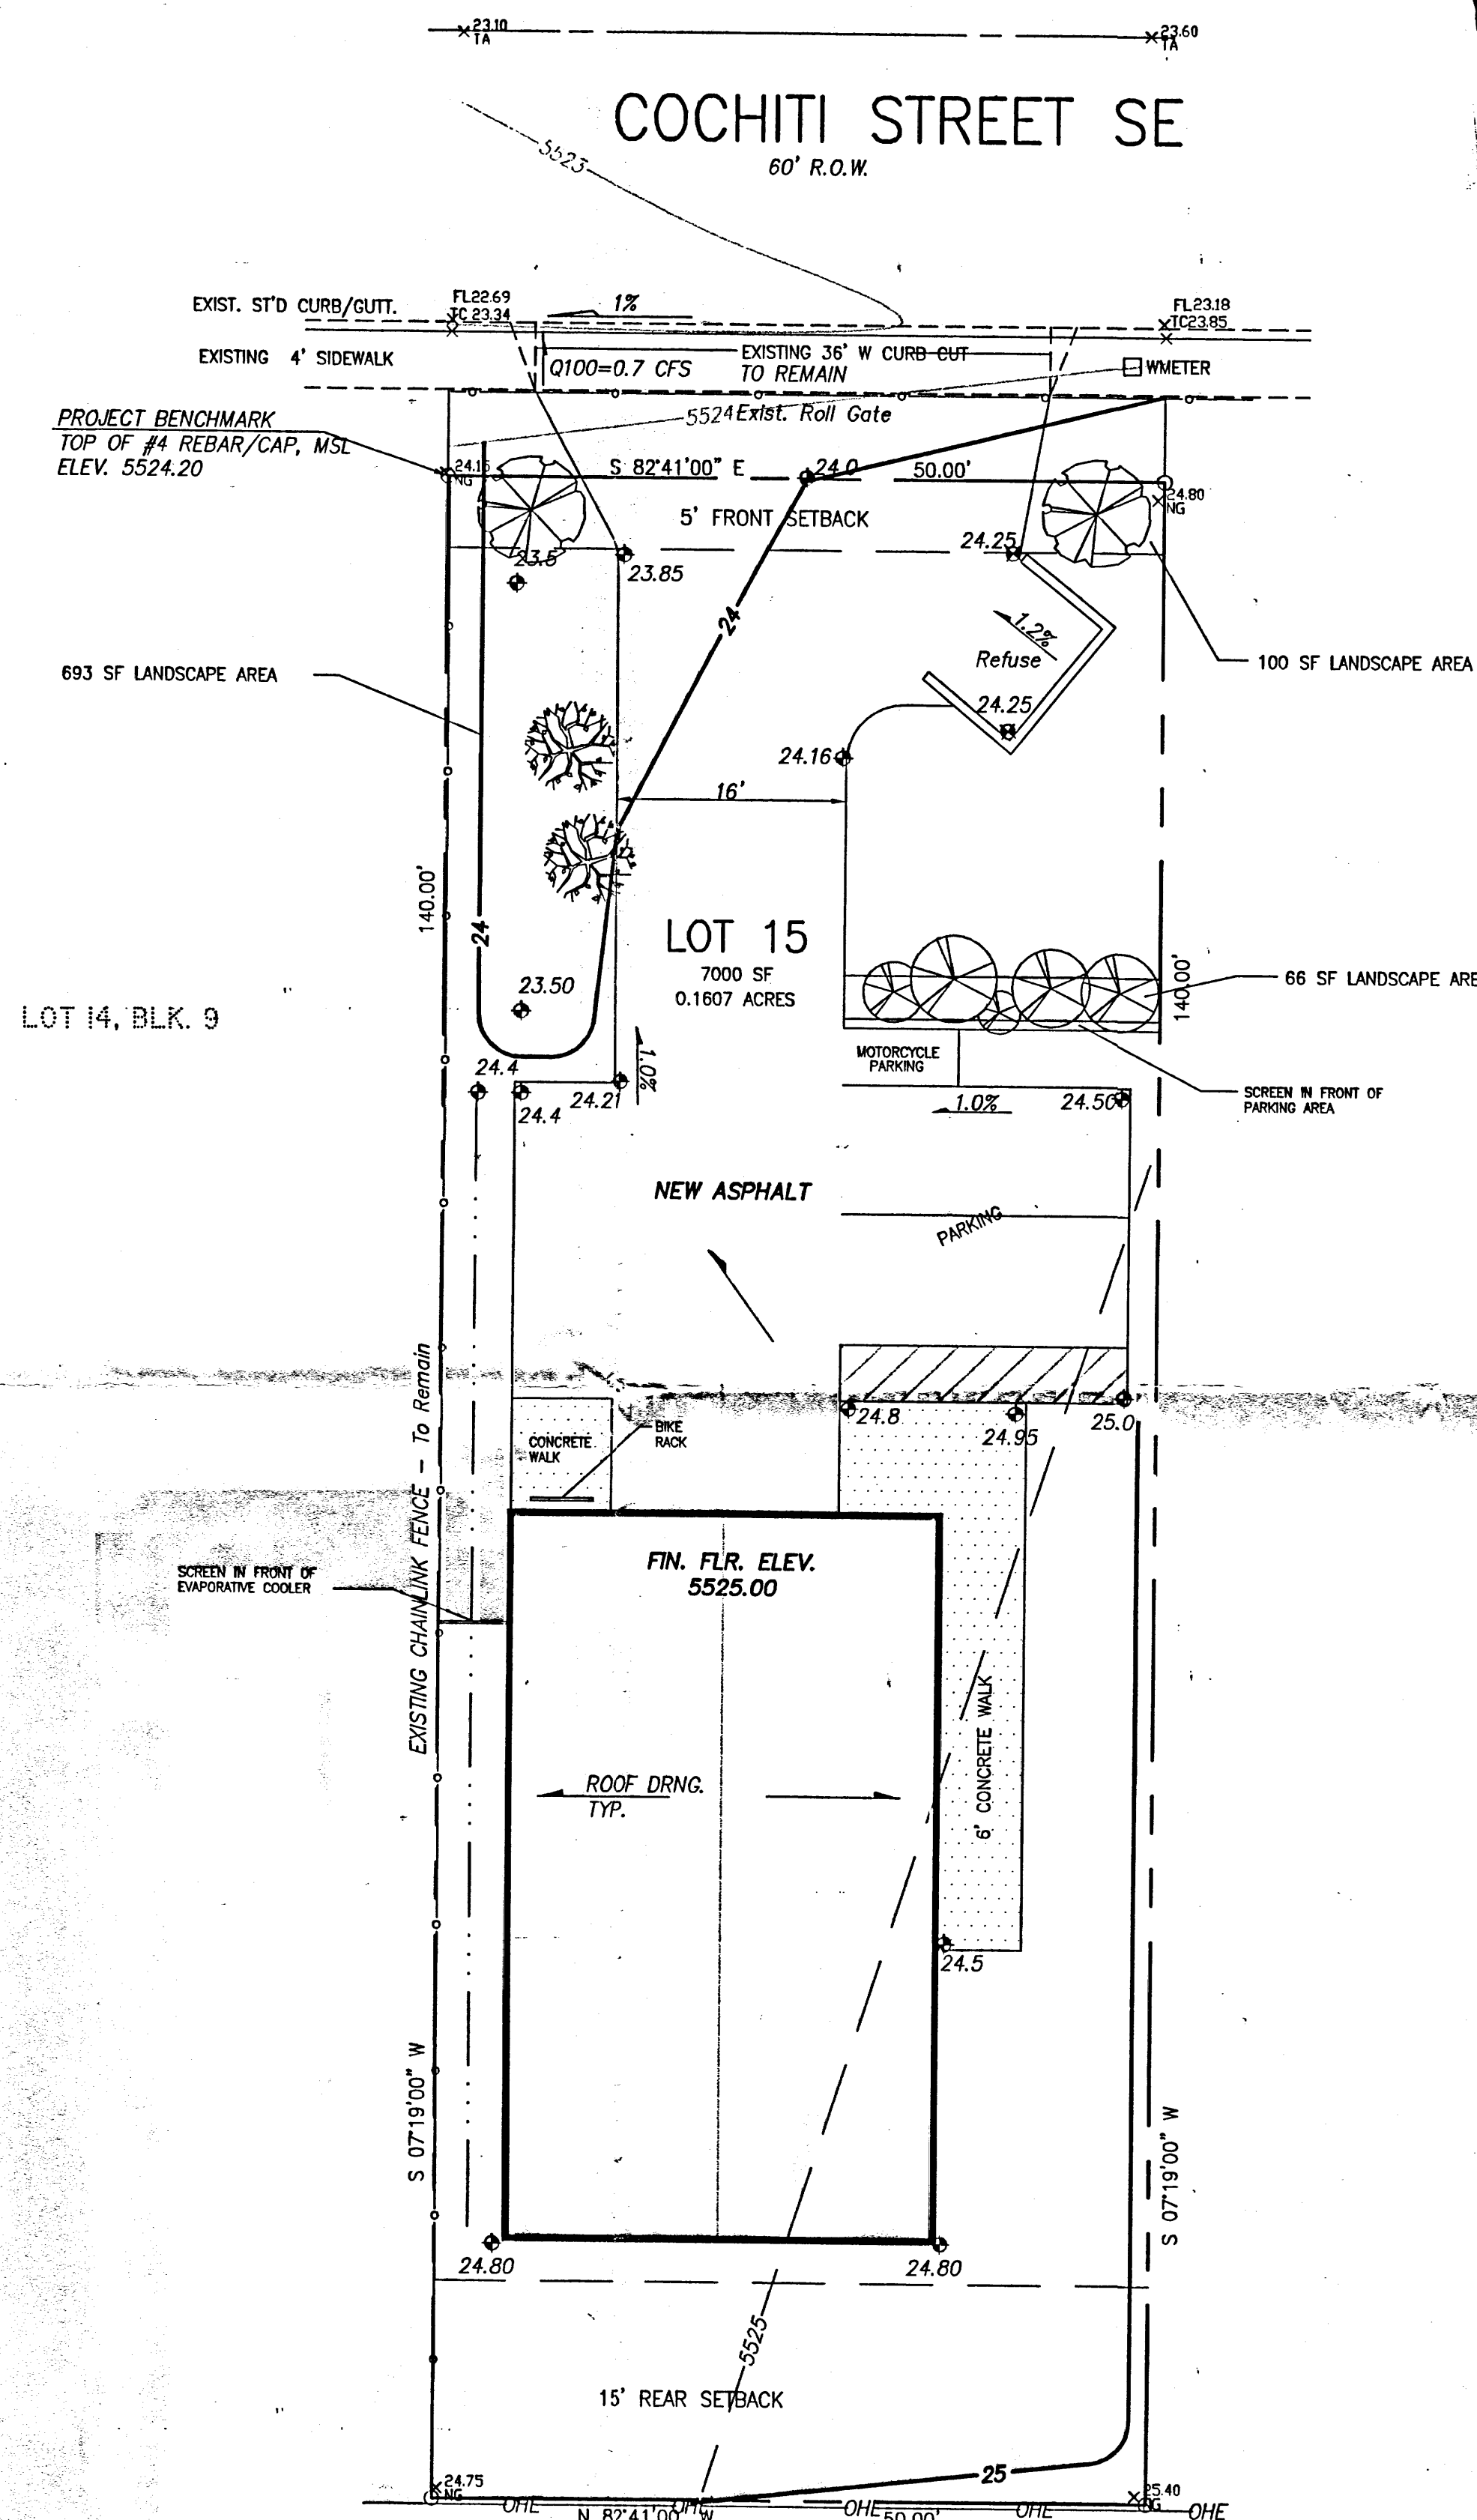 23.10
TA
23.60
TA
COCHITI STREET SE
60' R.O.W.
5523
EXIST. ST'D CURB/GUTT.
FL22.69
TC 23.34
1%
FL23.18
TC23.85
EXISTING 4' SIDEWALK
Q100=0.7 CFS
EXISTING 36' W CURB CUT
TO REMAIN
WMETER
PROJECT BENCHMARK
TOP OF #4 REBAR/CAP, MSL
ELEV. 5524.20
5524 Exist. Roll Gate
24.15
NG
S 82°41'00" E
24.0
50.00'
24.80
NG
5' FRONT SETBACK
24.25
23.5
23.85
24
1.2%
Refuse
693 SF LANDSCAPE AREA
100 SF LANDSCAPE AREA
24.25
24.16
16'
140.00'
24
LOT 15
7000 SF
0.1607 ACRES
140.00'
66 SF LANDSCAPE ARE
23.50
LOT 14, BLK. 9
MOTORCYCLE
PARKING
24.4
1.0%
24.21
24.4
1.0%
24.50
SCREEN IN FRONT OF
PARKING AREA
NEW ASPHALT
PARKING
EXISTING CHAINLINK FENCE - To Remain
24.8
24.95
25.0
CONCRETE
WALK
BIKE
RACK
FIN. FLR. ELEV.
5525.00
SCREEN IN FRONT OF
EVAPORATIVE COOLER
6' CONCRETE WALK
ROOF DRNG.
TYP.
24.5
S 07°19'00" W
S 07°19'00" W
24.80
24.80
5525
15' REAR SETBACK
25
24.75
NG
25.40
NG
OHE
N 82°41'00" W
OHE
OHE
50.00'
OHE
OHE